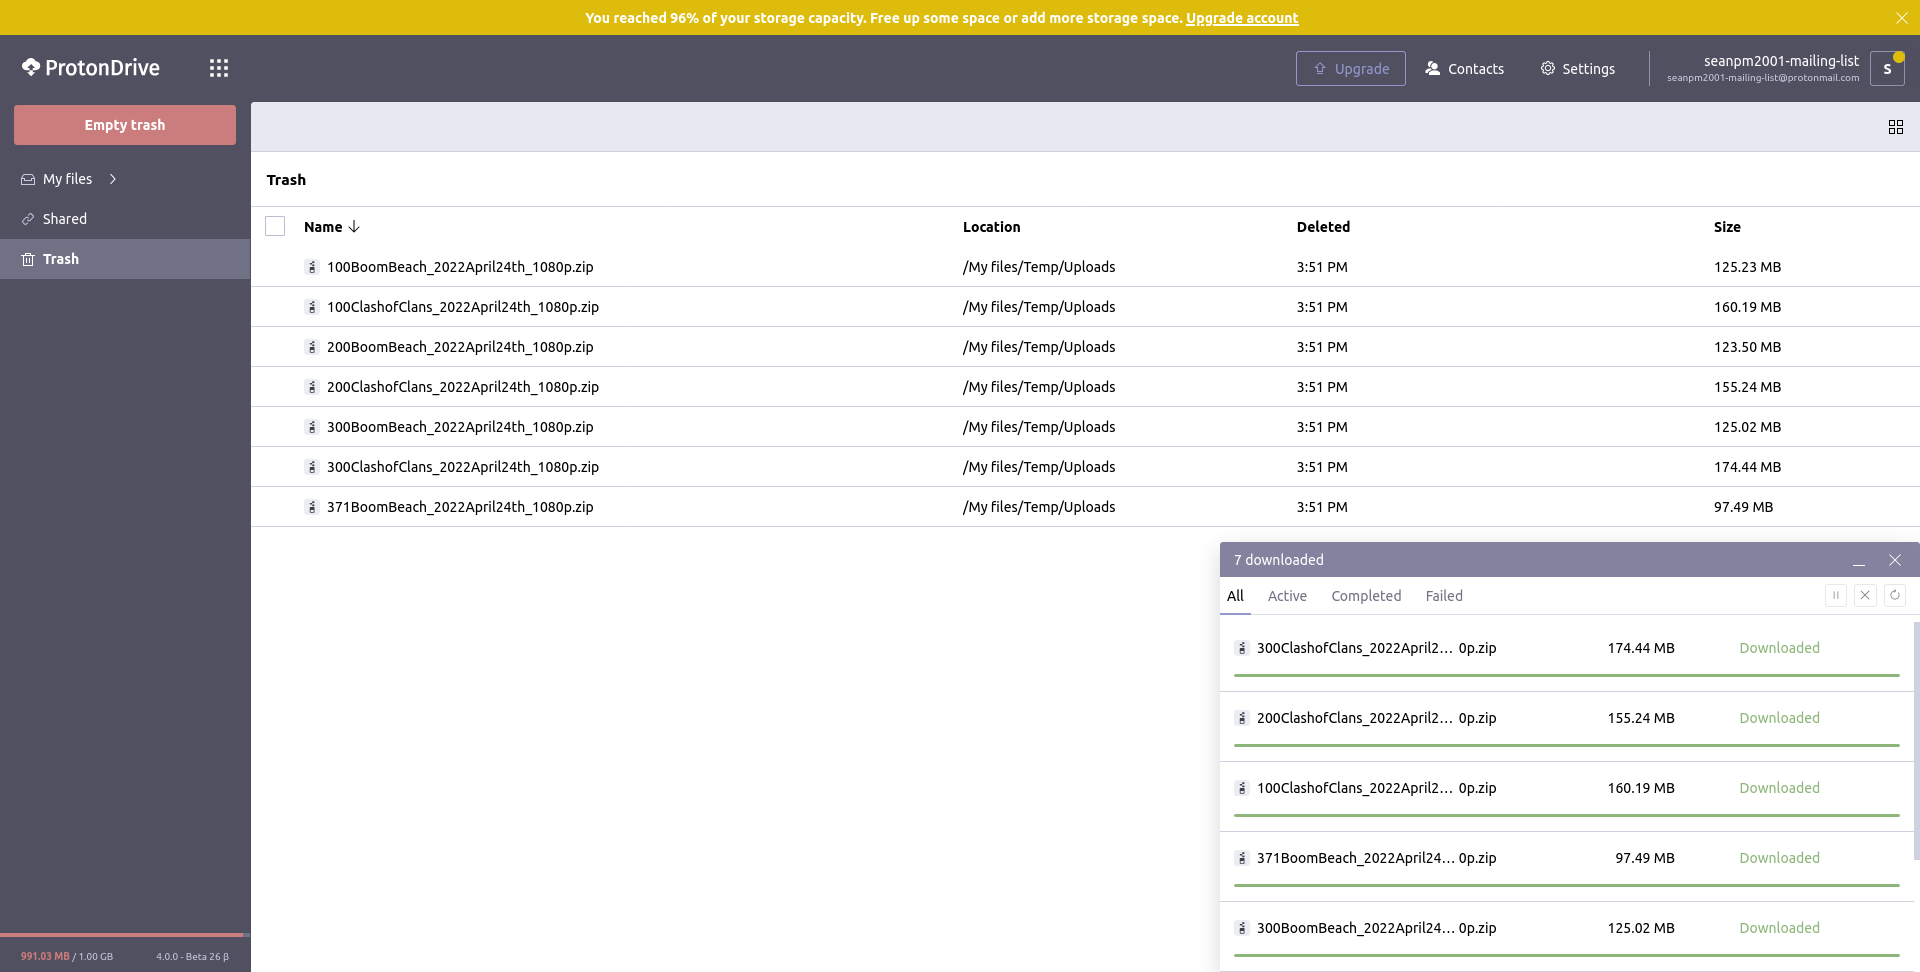 You reached 96% of your storage capacity. Free up some space or add more storage space. Upgrade account
ProtonDrive
Upgrade
Contacts
Settings
seanpm2001-mailing-list
seanpm2001-mailing-list@protonmail.com
S
Empty trash
My files
Shared
Trash
Trash
Name Location Deleted Size
100BoomBeach_2022April24th_1080p.zip /My files/Temp/Uploads 3:51 PM 125.23 MB
100ClashofClans_2022April24th_1080p.zip /My files/Temp/Uploads 3:51 PM 160.19 MB
200BoomBeach_2022April24th_1080p.zip /My files/Temp/Uploads 3:51 PM 123.50 MB
200ClashofClans_2022April24th_1080p.zip /My files/Temp/Uploads 3:51 PM 155.24 MB
300BoomBeach_2022April24th_1080p.zip /My files/Temp/Uploads 3:51 PM 125.02 MB
300ClashofClans_2022April24th_1080p.zip /My files/Temp/Uploads 3:51 PM 174.44 MB
371BoomBeach_2022April24th_1080p.zip /My files/Temp/Uploads 3:51 PM 97.49 MB
7 downloaded
All Active Completed Failed
300ClashofClans_2022April2… 0p.zip 174.44 MB Downloaded
200ClashofClans_2022April2… 0p.zip 155.24 MB Downloaded
100ClashofClans_2022April2… 0p.zip 160.19 MB Downloaded
371BoomBeach_2022April24… 0p.zip 97.49 MB Downloaded
300BoomBeach_2022April24… 0p.zip 125.02 MB Downloaded
991.03 MB / 1.00 GB 4.0.0 - Beta 26 β